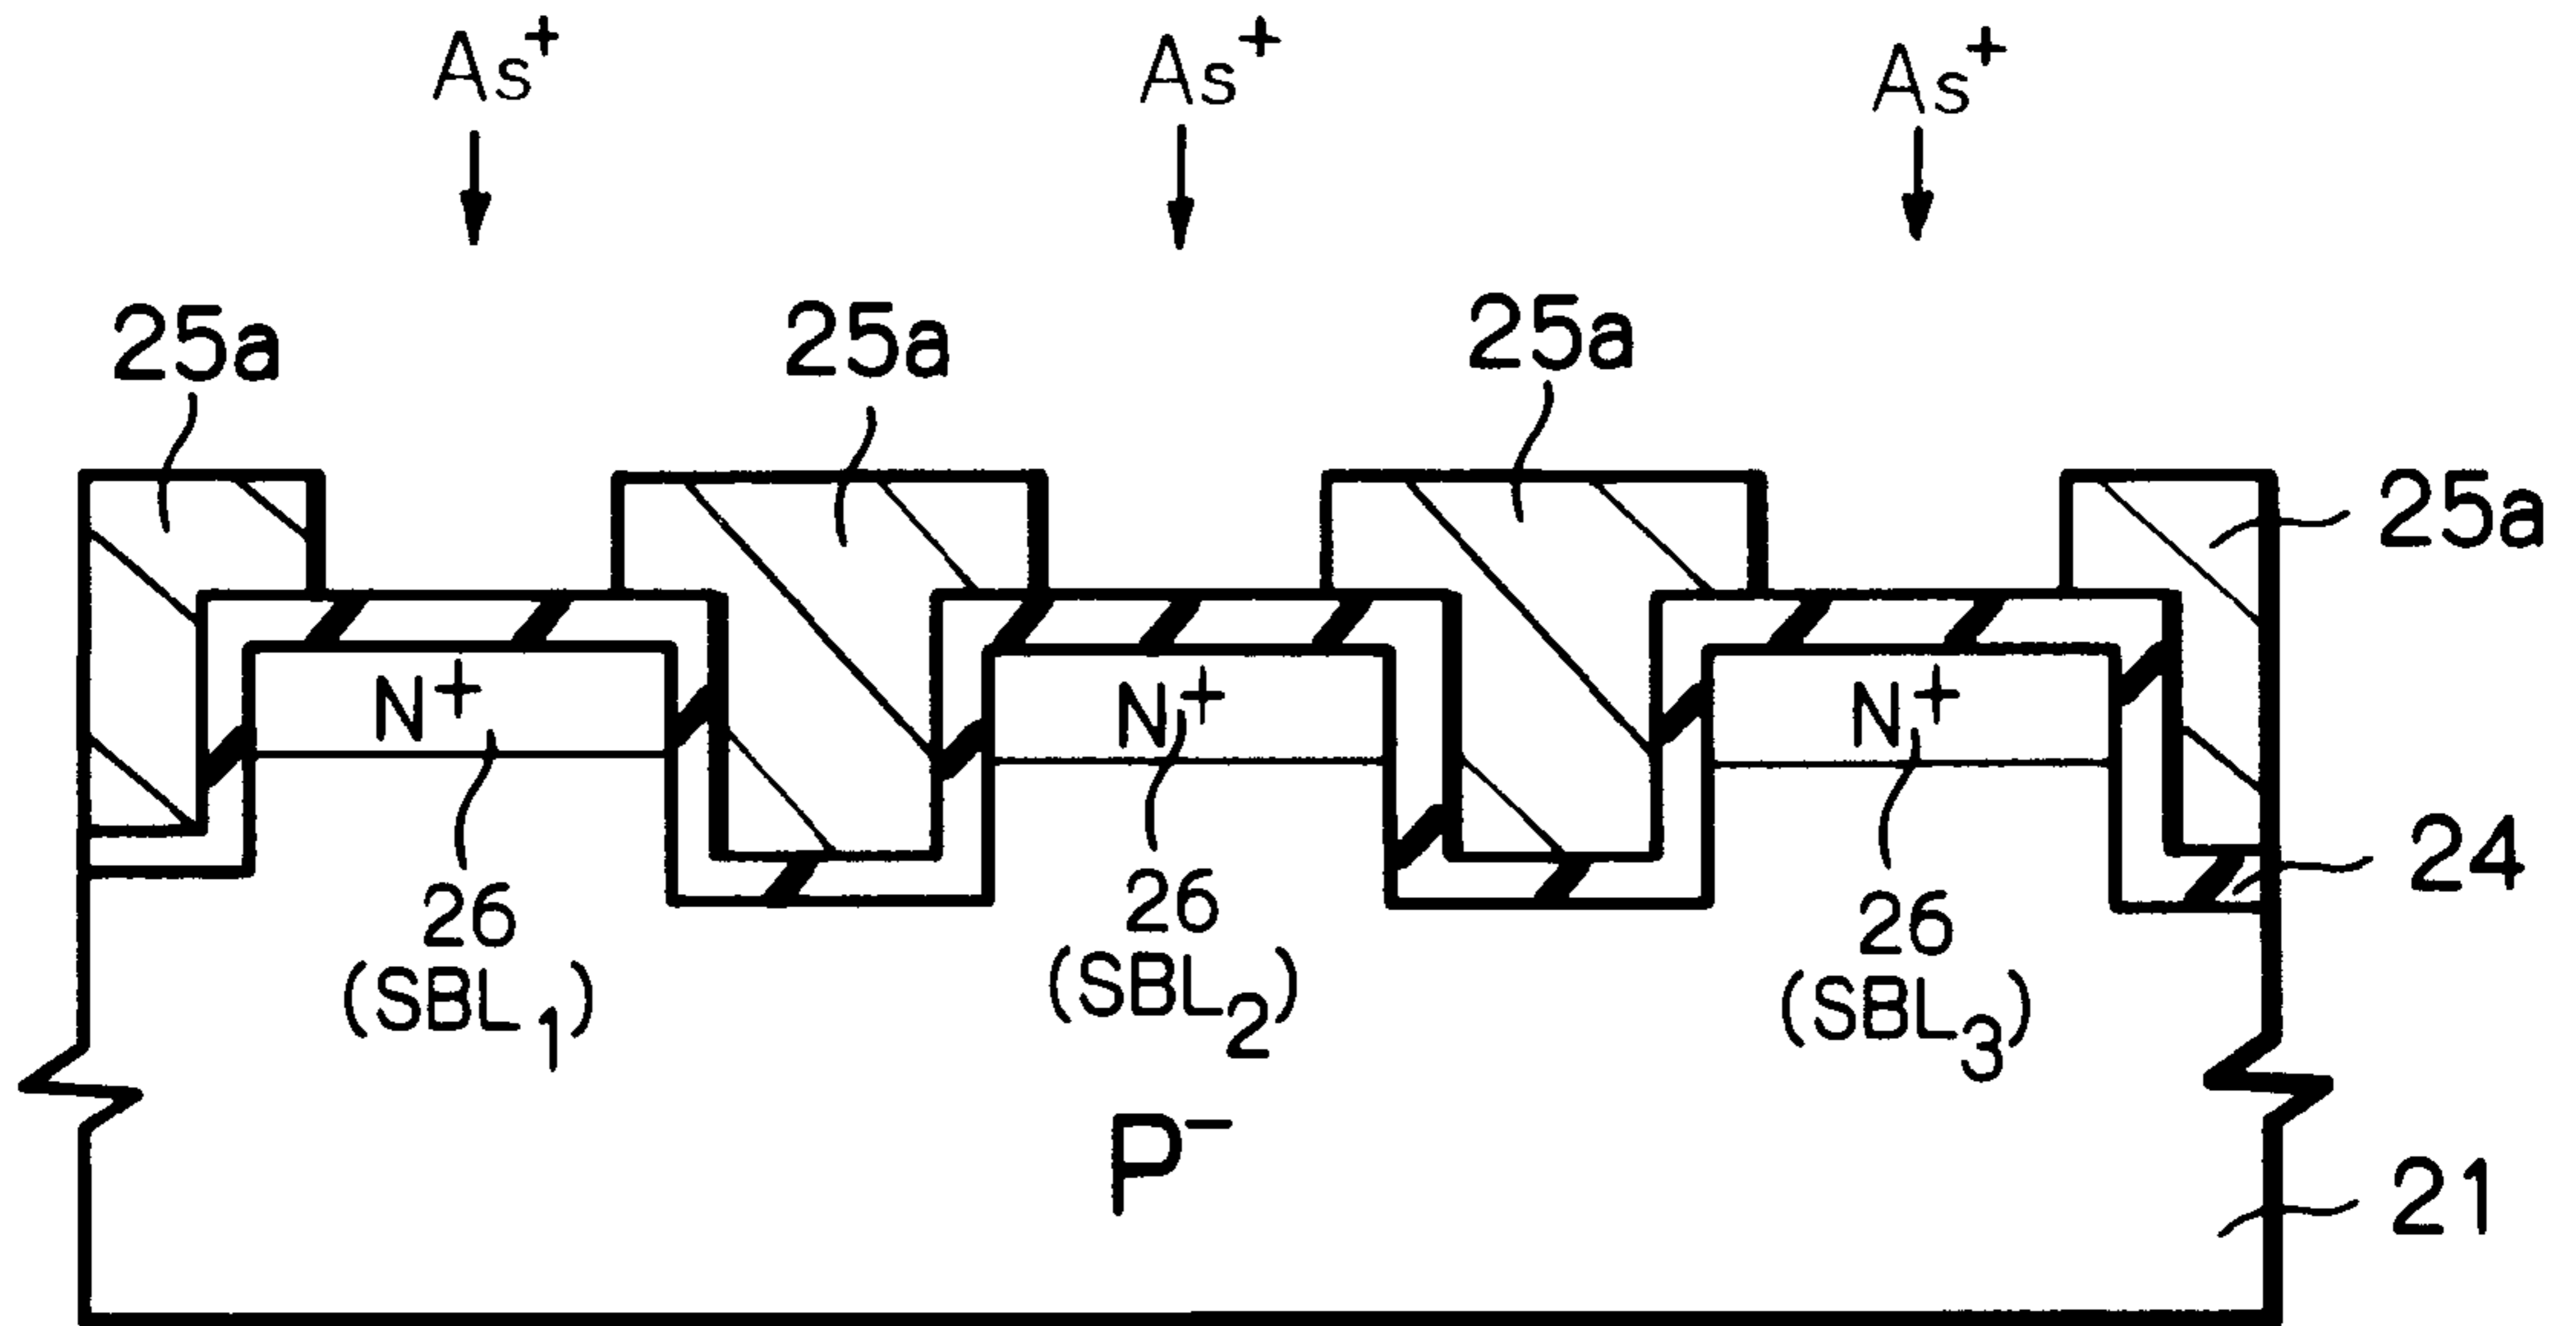 As+ As+ As+
25a 25a 25a
25a
N+ N+ N+
24
26 26 26
(SBL1) (SBL2) (SBL3)
P−
21